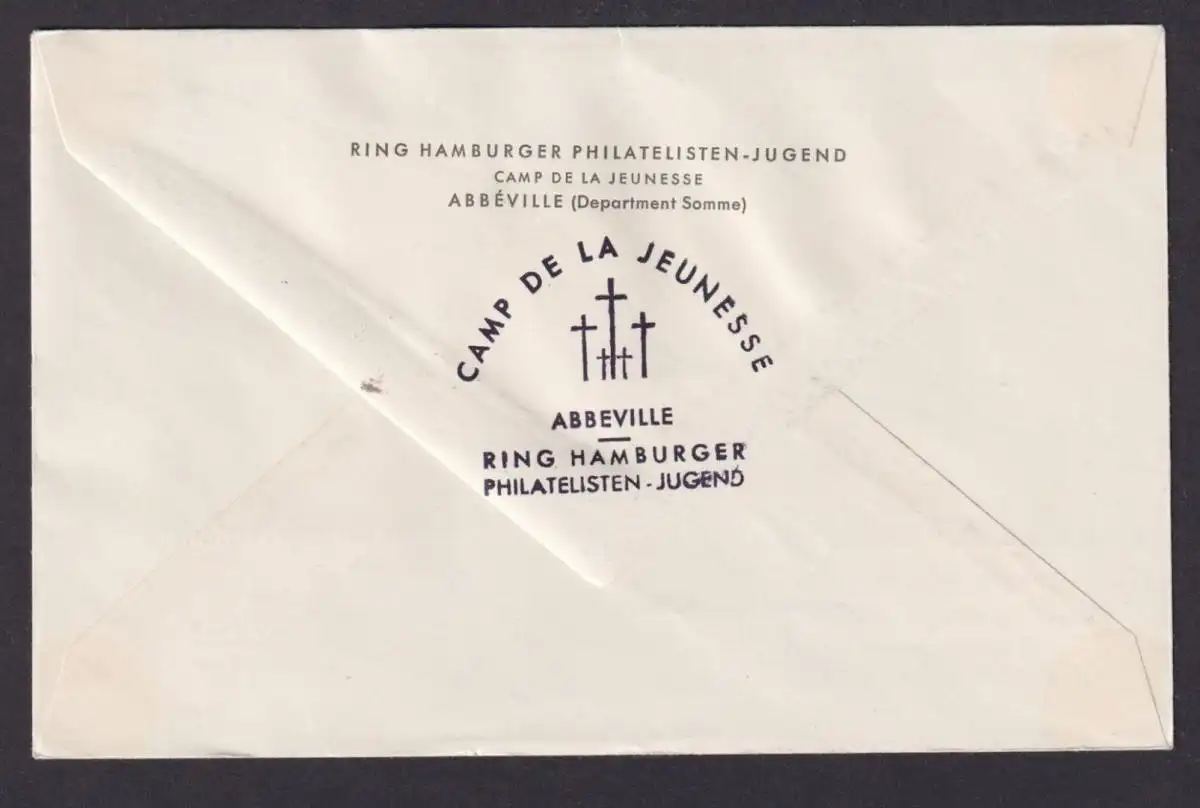 RING HAMBURGER PHILATELISTEN-JUGEND
CAMP DE LA JEUNESSE
ABBÉVILLE (Department Somme)
CAMP DE LA JEUNESSE
ABBEVILLE
RING HAMBURGER
PHILATELISTEN-JUGEND